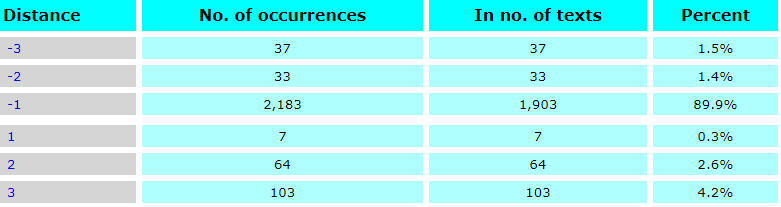 Distance No. of occurrences In no. of texts Percent
-3 37 37 1.5%
-2 33 33 1.4%
-1 2,183 1,903 89.9%
1 7 7 0.3%
2 64 64 2.6%
3 103 103 4.2%